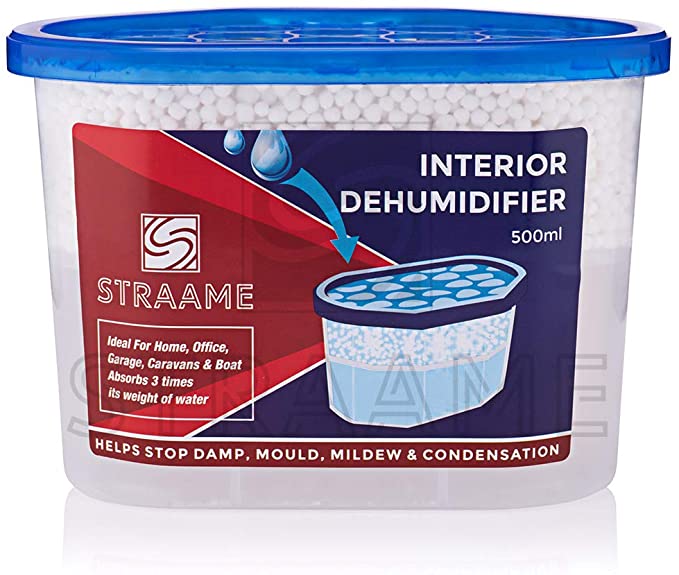 INTERIOR
DEHUMIDIFIER
500ml
STRAAME
Ideal For Home, Office,
Garage, Caravans & Boat
Absorbs 3 times
its weight of water
STRAAME
HELPS STOP DAMP, MOULD, MILDEW & CONDENSATION